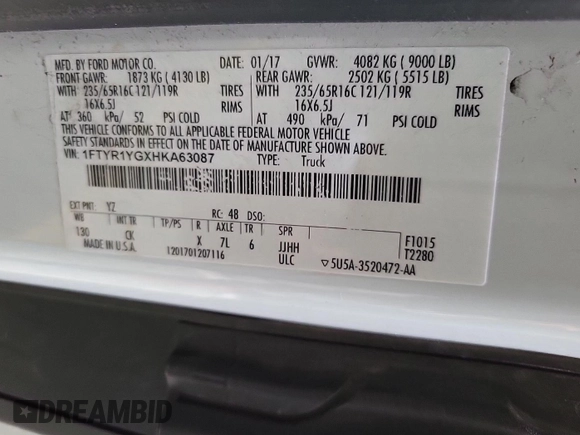 MFD. BY FORD MOTOR CO. DATE: 01/17 GVWR: 4082 KG ( 9000 LB)
FRONT GAWR: 1873 KG ( 4130 LB) REAR GAWR: 2502 KG ( 5515 LB)
WITH 235/65R16C 121/119R TIRES WITH 235/65R16C 121/119R TIRES
16X6.5J RIMS 16X6.5J RIMS
AT 360 kPa/ 52 PSI COLD AT 490 kPa/ 71 PSI COLD
THIS VEHICLE CONFORMS TO ALL APPLICABLE FEDERAL MOTOR VEHICLE
SAFETY STANDARDS IN EFFECT ON THE DATE OF MANUFACTURE SHOWN ABOVE.
VIN: 1FTYR1YGXHKA63087 TYPE: Truck
EXT PNT: YZ RC: 48 DSO:
WB INT TR TP/PS R AXLE TR SPR
130 CK X 7L 6 JJHH F1015
MADE IN U.S.A. 1201701207116 ULC T2280
▽5U5A-3520472-AA
DREAMBID